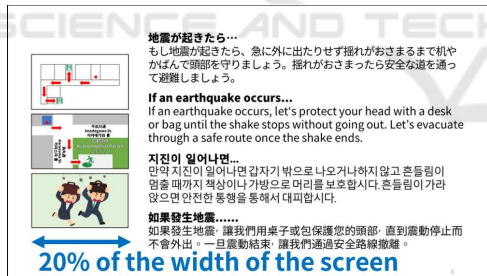 SCIENCE AND TECH
地震が起きたら…
もし地震が起きたら、急に外に出たりせず揺れがおさまるまで机や
かばんで頭部を守りましょう。揺れがおさまったら安全な道を通っ
て避難しましょう。
If an earthquake occurs...
If an earthquake occurs, let's protect your head with a desk
or bag until the shake stops without going out. Let's evacuate
through a safe route once the shake ends.
지진이 일어나면...
만약 지진이 일어나면 갑자기 밖으로 나오거나하지 않고 흔들림이
멈출 때까지 책상이나 가방으로 머리를 보호합시다.흔들림이 가라
앉으면 안전한 통행을 통해서 대피합시다.
如果發生地震……
如果發生地震，讓我們用桌子或包保護您的頭部，直到震動停止而
不會外出。一旦震動結束，讓我們通過安全路線撤離。
20% of the width of the screen
6